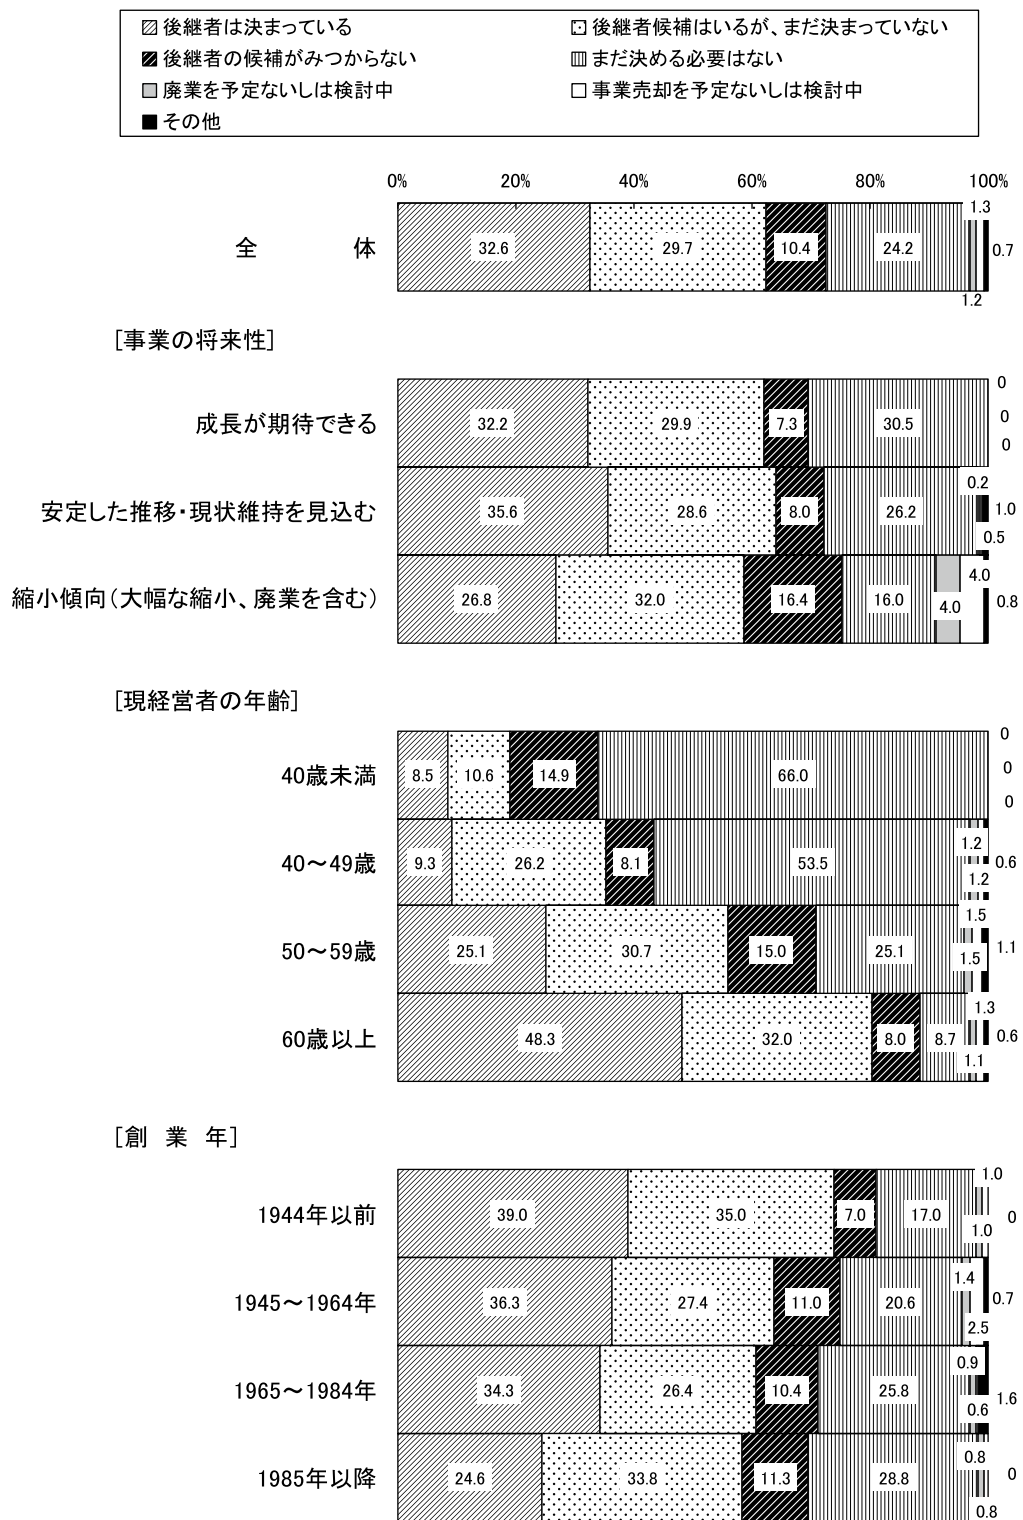 後継者は決まっている 後継者候補はいるが、まだ決まっていない
後継者の候補がみつからない まだ決める必要はない
廃業を予定ないしは検討中 事業売却を予定ないしは検討中
その他
0% 20% 40% 60% 80% 100%
1.3
全 体 32.6 29.7 10.4 24.2 0.7
1.2
[事業の将来性]
0
成長が期待できる 32.2 29.9 7.3 30.5 0
0
0.2
安定した推移・現状維持を見込む 35.6 28.6 8.0 26.2 1.0
0.5
4.0
縮小傾向(大幅な縮小、廃業を含む) 26.8 32.0 16.4 16.0 4.0 0.8
[現経営者の年齢]
0
40歳未満 8.5 10.6 14.9 66.0 0
0
1.2
40~49歳 9.3 26.2 8.1 53.5 0.6
1.2
1.5
50~59歳 25.1 30.7 15.0 25.1 1.5 1.1
1.3
60歳以上 48.3 32.0 8.0 8.7 0.6
1.1
[創 業 年]
1.0
1944年以前 39.0 35.0 7.0 17.0 0
1.0
1.4
1945~1964年 36.3 27.4 11.0 20.6 0.7
2.5
0.9
1965~1984年 34.3 26.4 10.4 25.8 1.6
0.6
0.8
1985年以降 24.6 33.8 11.3 28.8 0
0.8